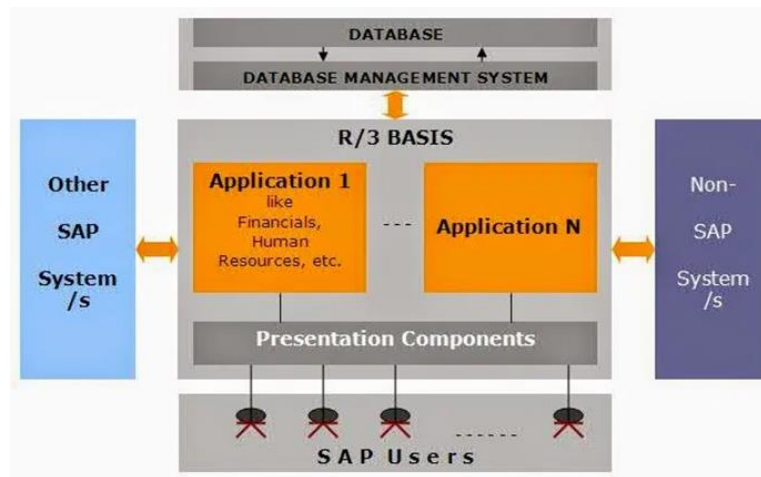 DATABASE
DATABASE MANAGEMENT SYSTEM
R/3 BASIS
Other
SAP
System
/s
Application 1
like
Financials,
Human
Resources, etc.
- - -
Application N
Non-
SAP
System
/s
Presentation Components
- - - - - -
SAP Users